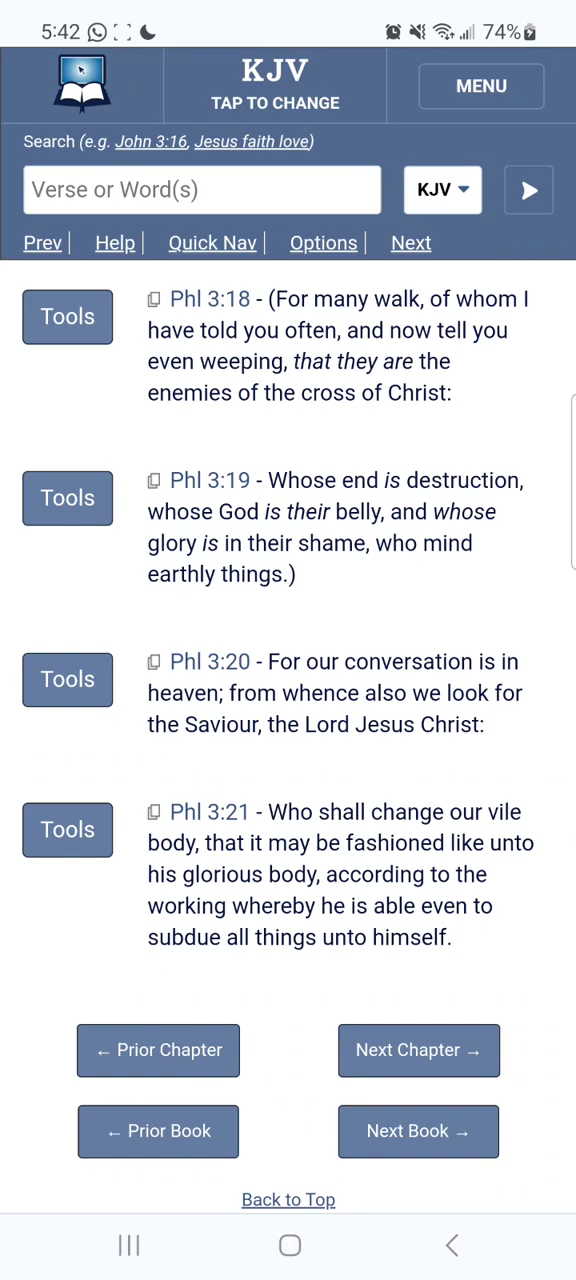 5:42
74%
KJV
TAP TO CHANGE
MENU
Search (e.g. John 3:16, Jesus faith love)
Verse or Word(s)
KJV
Prev
Help
Quick Nav
Options
Next
Tools
Phl 3:18 - (For many walk, of whom I
have told you often, and now tell you
even weeping, that they are the
enemies of the cross of Christ:
Tools
Phl 3:19 - Whose end is destruction,
whose God is their belly, and whose
glory is in their shame, who mind
earthly things.)
Tools
Phl 3:20 - For our conversation is in
heaven; from whence also we look for
the Saviour, the Lord Jesus Christ:
Tools
Phl 3:21 - Who shall change our vile
body, that it may be fashioned like unto
his glorious body, according to the
working whereby he is able even to
subdue all things unto himself.
← Prior Chapter
Next Chapter →
← Prior Book
Next Book →
Back to Top